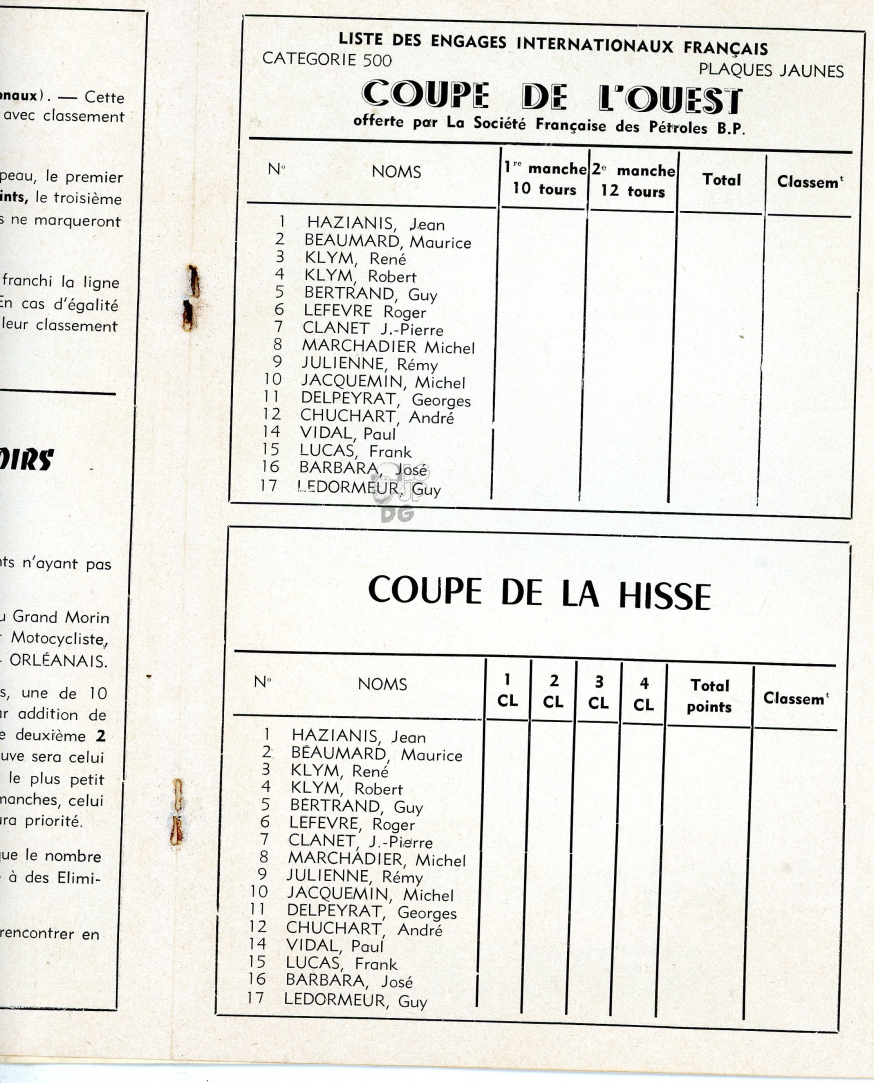 onaux). — Cette
avec classement
peau, le premier
ints, le troisième
s ne marqueront
franchi la ligne
En cas d'égalité
leur classement
OIRS
nts n'ayant pas
u Grand Morin
r Motocycliste,
- ORLÉANAIS.
s, une de 10
ar addition de
e deuxième 2
uve sera celui
le plus petit
manches, celui
ura priorité.
ue le nombre
e à des Elimi-
rencontrer en
LISTE DES ENGAGES INTERNATIONAUX FRANÇAIS
CATEGORIE 500 PLAQUES JAUNES
COUPE DE L'OUEST
offerte par La Société Française des Pétroles B.P.
N° NOMS 1re manche 10 tours 2e manche 12 tours Total Classemt
1 HAZIANIS, Jean
2 BEAUMARD, Maurice
3 KLYM, René
4 KLYM, Robert
5 BERTRAND, Guy
6 LEFEVRE Roger
7 CLANET J.-Pierre
8 MARCHADIER Michel
9 JULIENNE, Rémy
10 JACQUEMIN, Michel
11 DELPEYRAT, Georges
12 CHUCHART, André
14 VIDAL, Paul
15 LUCAS, Frank
16 BARBARA, José
17 LEDORMEUR, Guy
DG
COUPE DE LA HISSE
N° NOMS 1 CL 2 CL 3 CL 4 CL Total points Classemt
1 HAZIANIS, Jean
2 BEAUMARD, Maurice
3 KLYM, René
4 KLYM, Robert
5 BERTRAND, Guy
6 LEFEVRE, Roger
7 CLANET, J.-Pierre
8 MARCHADIER, Michel
9 JULIENNE, Rémy
10 JACQUEMIN, Michel
11 DELPEYRAT, Georges
12 CHUCHART, André
14 VIDAL, Paul
15 LUCAS, Frank
16 BARBARA, José
17 LEDORMEUR, Guy